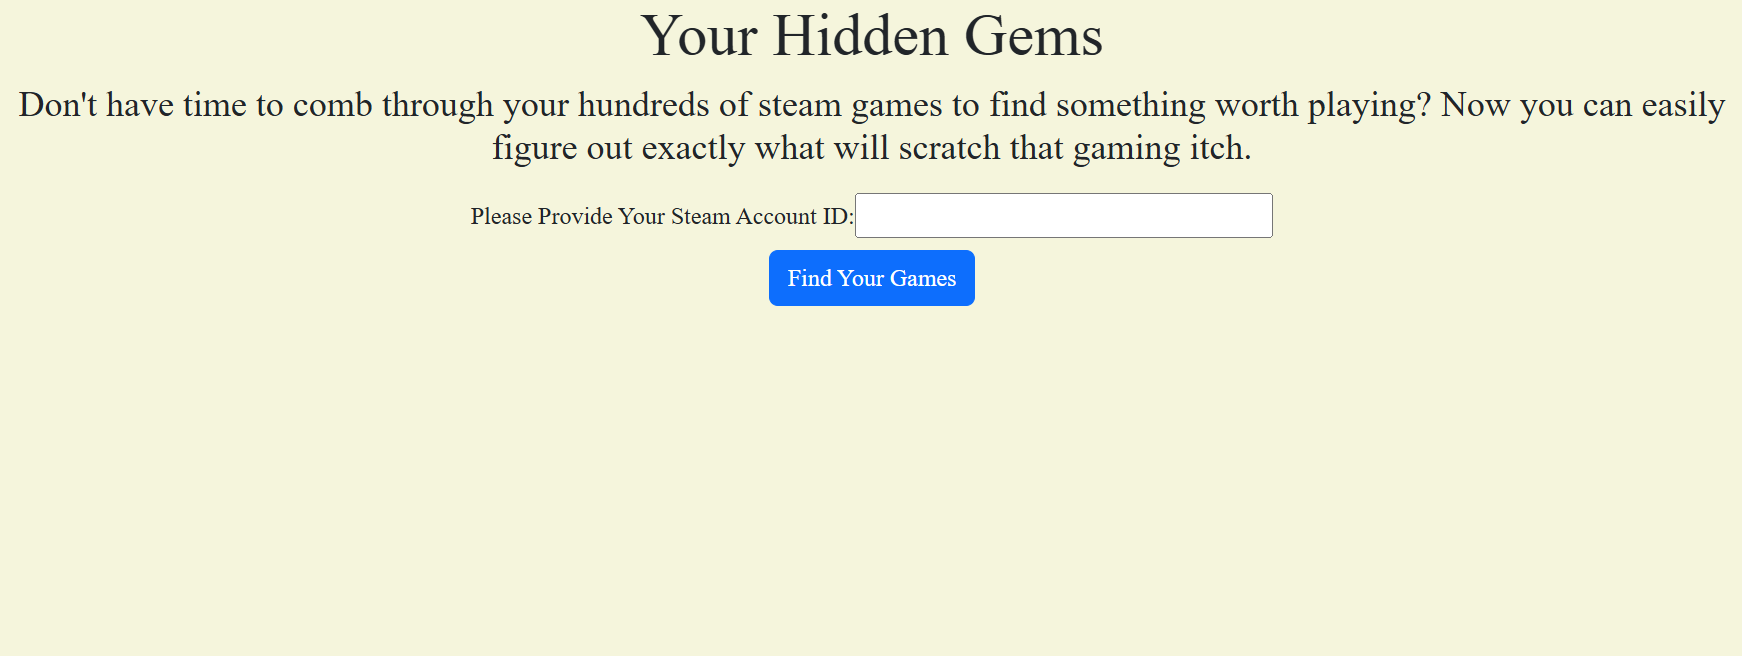 Your Hidden Gems
Don't have time to comb through your hundreds of steam games to find something worth playing? Now you can easily
figure out exactly what will scratch that gaming itch.
Please Provide Your Steam Account ID:
Find Your Games